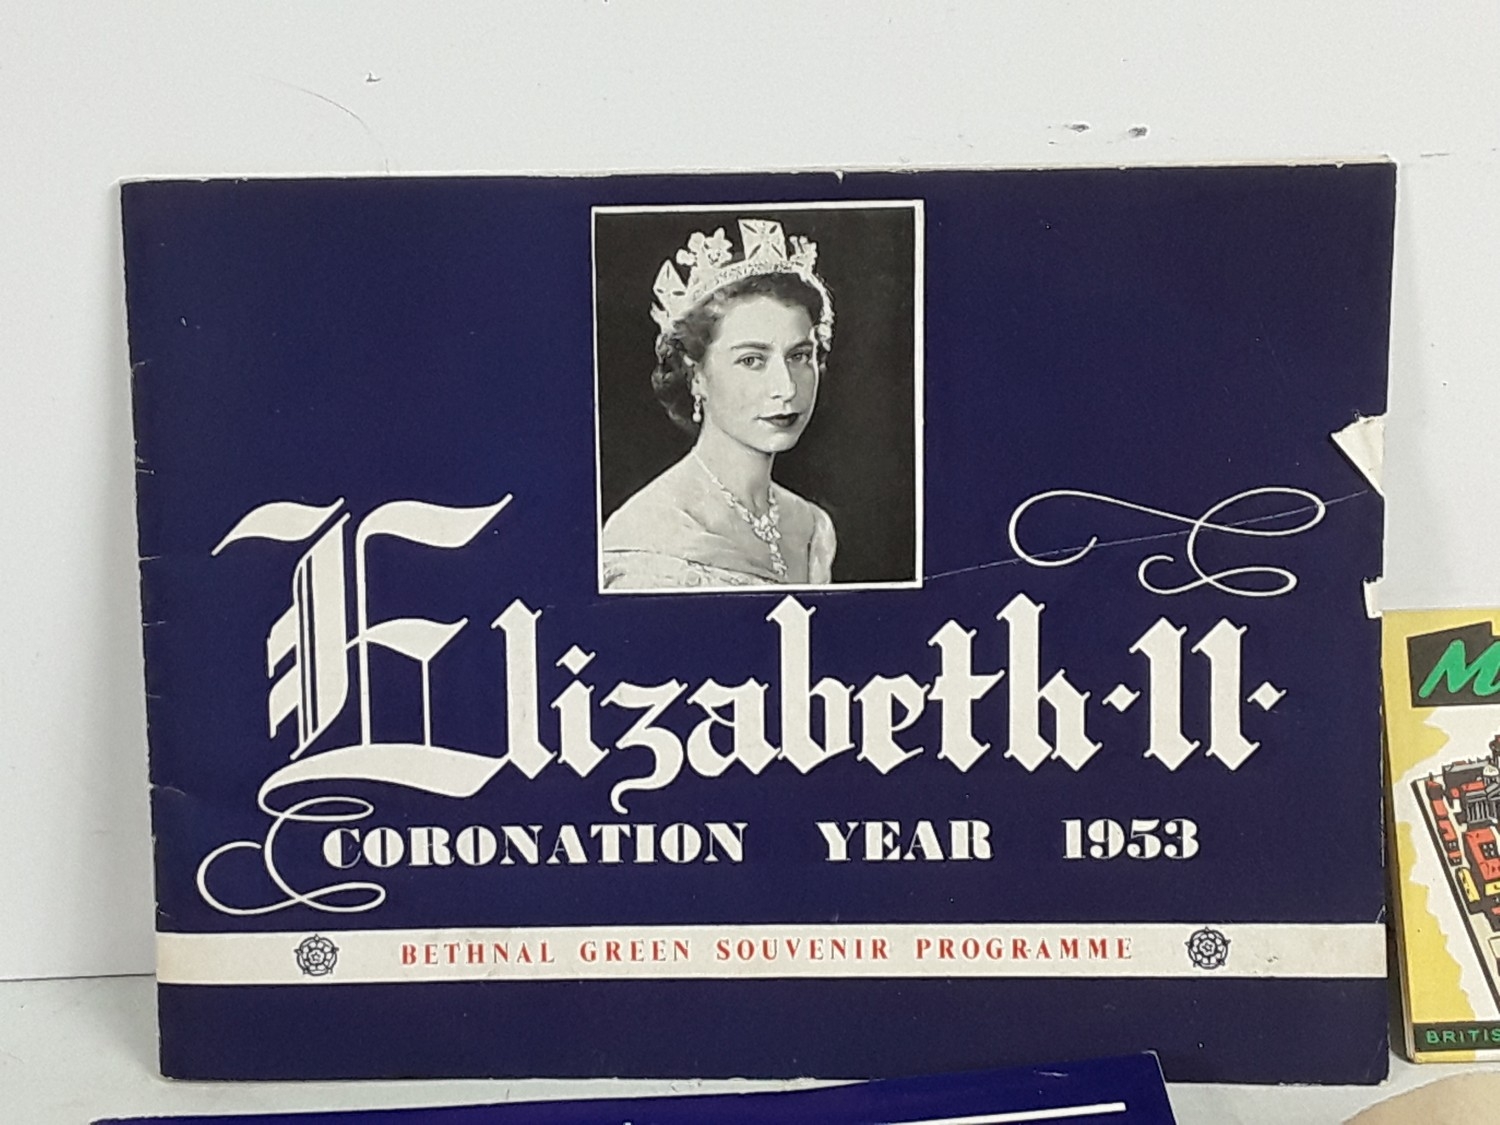 Elizabeth·II·
CORONATION YEAR 1953
BETHNAL GREEN SOUVENIR PROGRAMME